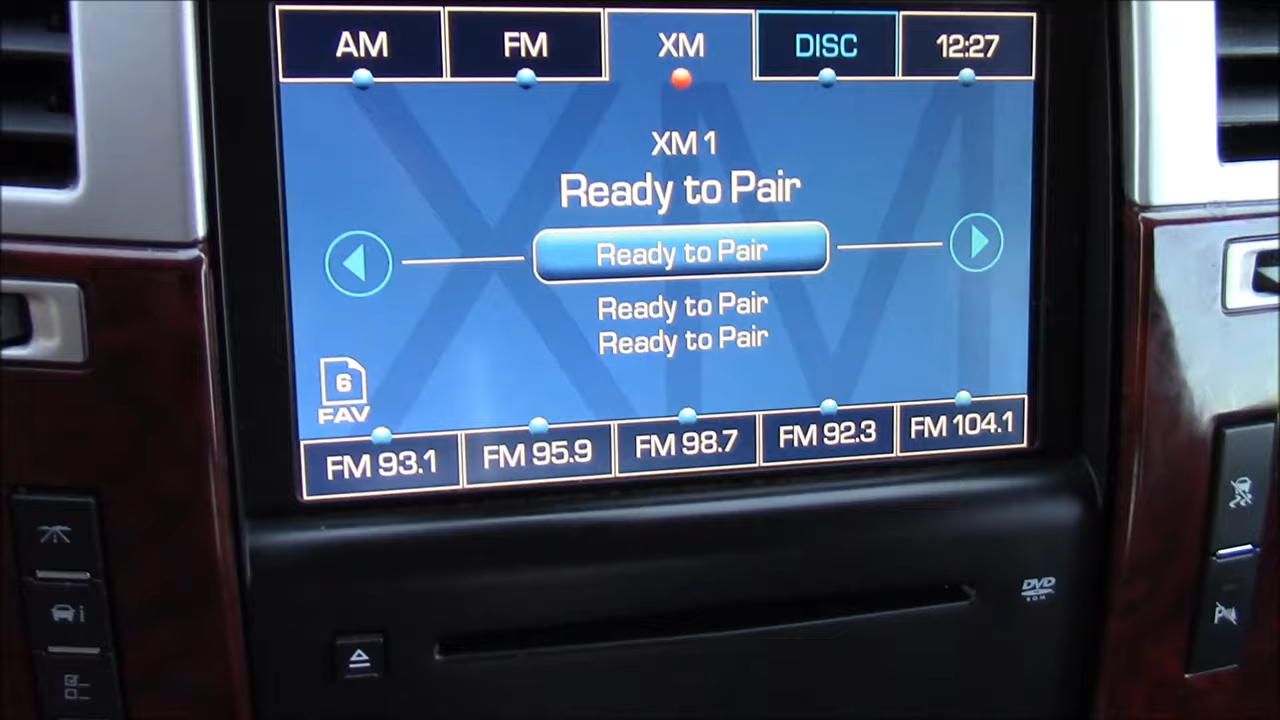 AM FM XM DISC 12:27
XM 1
Ready to Pair
Ready to Pair
Ready to Pair
Ready to Pair
6
FAV
FM 93.1 FM 95.9 FM 98.7 FM 92.3 FM 104.1
DVD
ROM
i
P